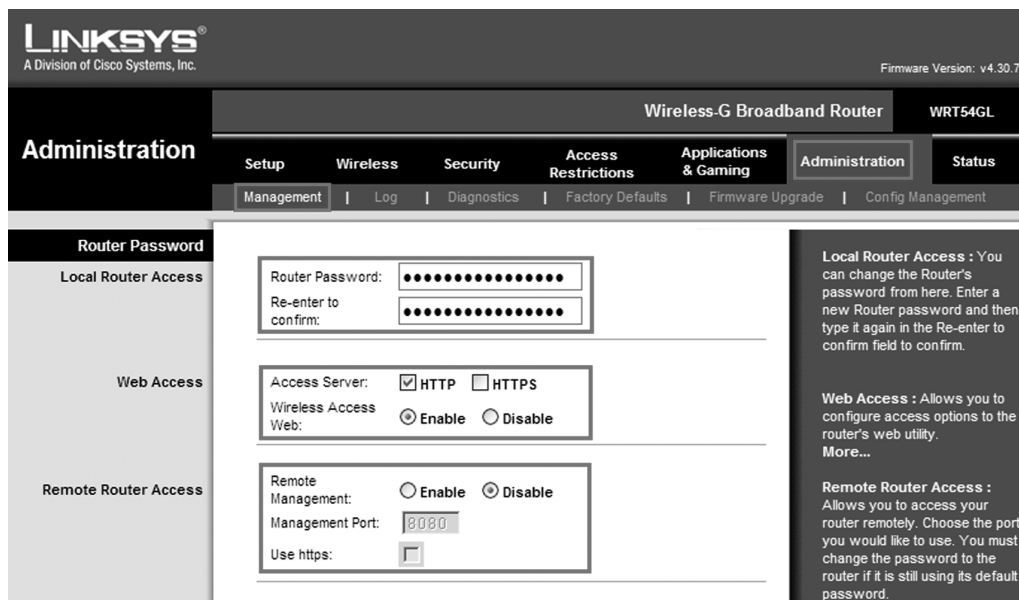 LINKSYS®
A Division of Cisco Systems, Inc.
Firmware Version: v4.30.7
Wireless-G Broadband Router WRT54GL
Administration
Setup Wireless Security Access Restrictions Applications & Gaming Administration Status
Management | Log | Diagnostics | Factory Defaults | Firmware Upgrade | Config Management
Router Password
Local Router Access
Router Password: ●●●●●●●●●●●●●●●●
Re-enter to
confirm: ●●●●●●●●●●●●●●●●
Web Access
Access Server: HTTP HTTPS
Wireless Access
Web: Enable Disable
Remote Router Access
Remote
Management: Enable Disable
Management Port: 8080
Use https:
Local Router Access : You
can change the Router's
password from here. Enter a
new Router password and then
type it again in the Re-enter to
confirm field to confirm.
Web Access : Allows you to
configure access options to the
router's web utility.
More...
Remote Router Access :
Allows you to access your
router remotely. Choose the port
you would like to use. You must
change the password to the
router if it is still using its default
password.